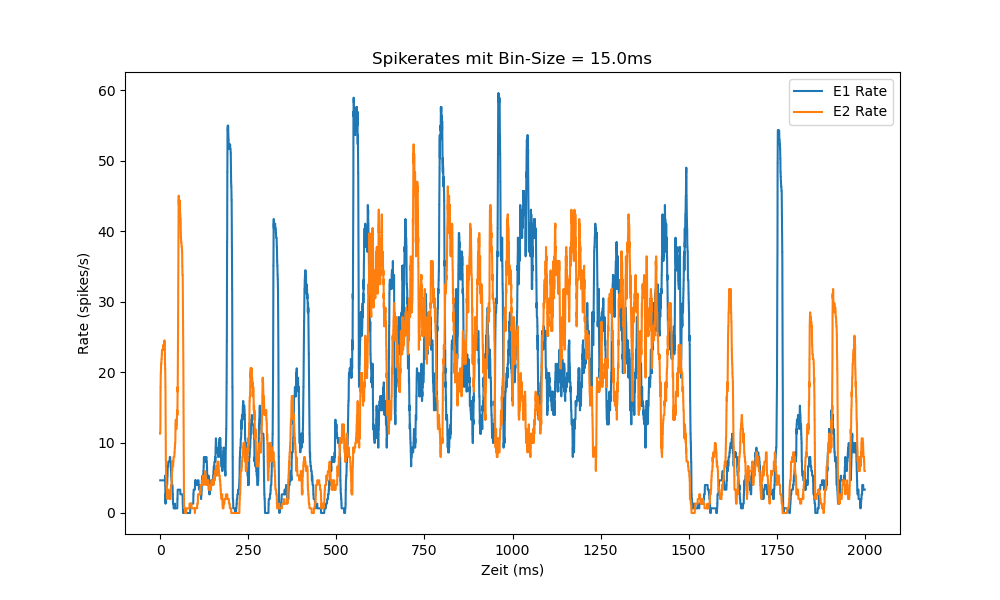 Spikerates mit Bin-Size = 15.0ms
E1 Rate
E2 Rate
Rate (spikes/s)
60
50
40
30
20
10
0
0 250 500 750 1000 1250 1500 1750 2000
Zeit (ms)